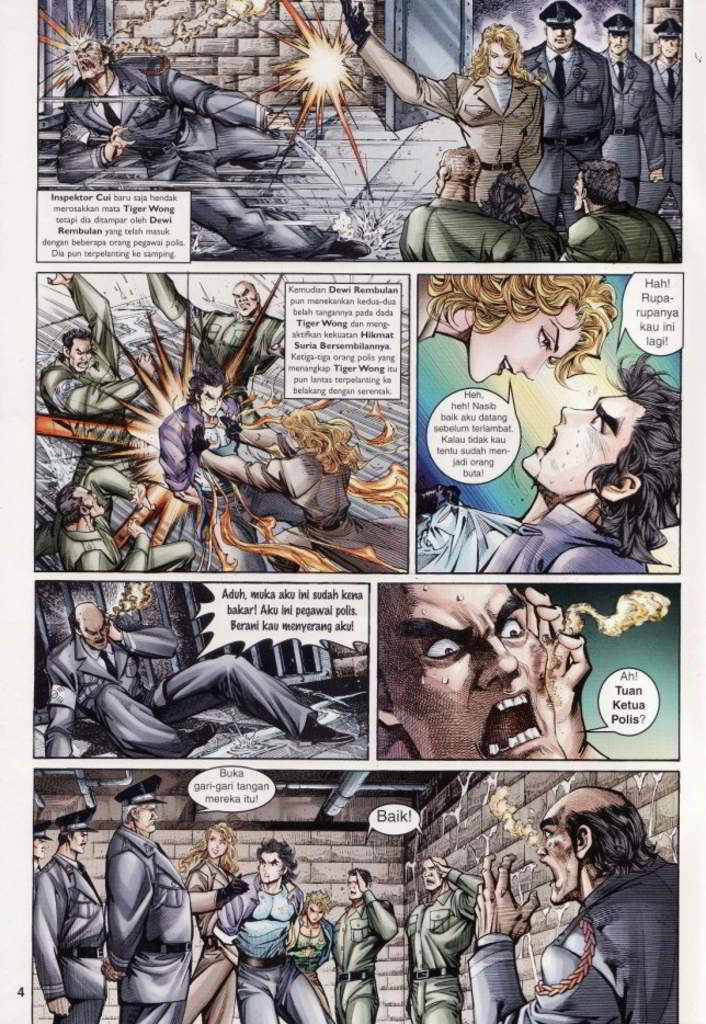 Inspektor Cui baru saja hendak
merosakkan mata Tiger Wong
tetapi dia ditampar oleh Dewi
Rembulan yang telah masuk
dengan beberapa orang pegawai polis.
Dia pun terpelanting ke samping.
Kemudian Dewi Rembulan
pun menekankan kedua-dua
belah tangannya pada dada
Tiger Wong dan meng-
aktifkan kekuatan Hikmat
Suria Bersembilannya.
Ketiga-tiga orang polis yang
menangkap Tiger Wong itu
pun lantas terpelanting ke
belakang dengan serentak.
Hah!
Rupa-
rupanya
kau ini
lagi!
Heh,
heh! Nasib
baik aku datang
sebelum terlambat.
Kalau tidak kau
tentu sudah men-
jadi orang
buta!
Aduh, muka aku ini sudah kena
bakar! Aku ini pegawai polis.
Berani kau menyerang aku!
Ah!
Tuan
Ketua
Polis?
Buka
gari-gari tangan
mereka itu!
Baik!
4